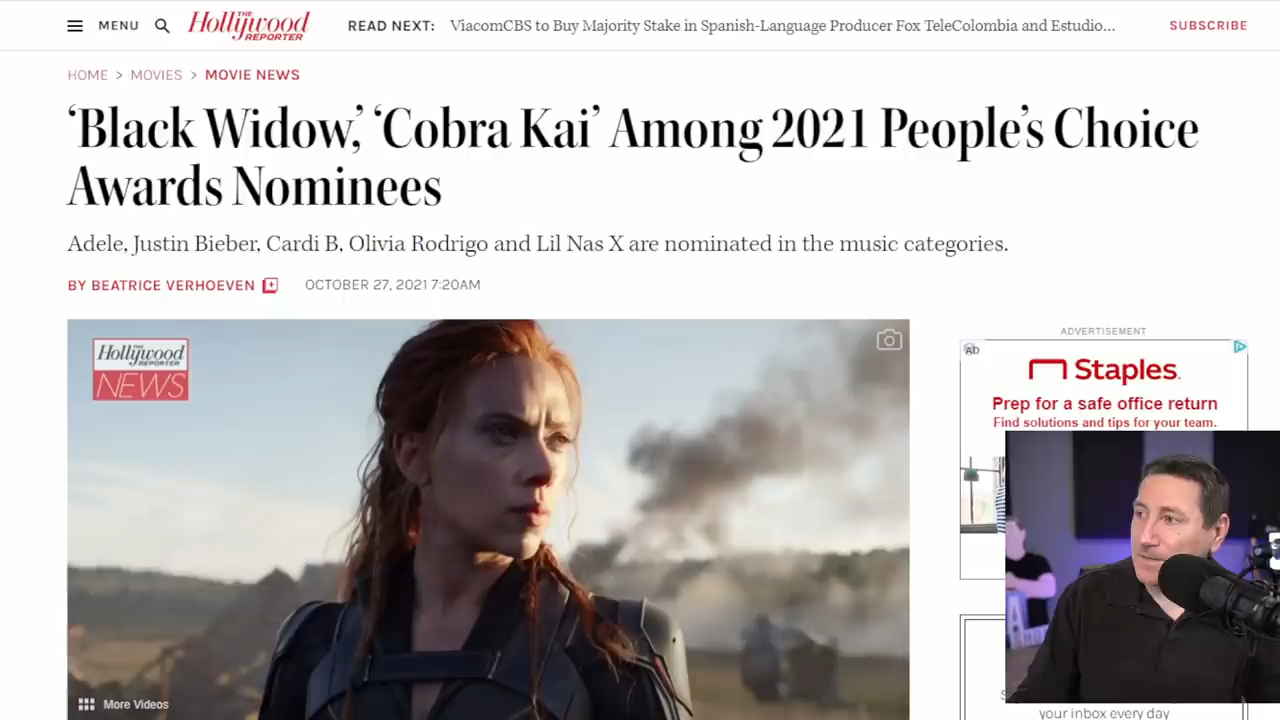 MENU
THE
Hollywood
REPORTER
READ NEXT:
ViacomCBS to Buy Majority Stake in Spanish-Language Producer Fox TeleColombia and Estudio...
SUBSCRIBE
HOME > MOVIES > MOVIE NEWS
‘Black Widow,’ ‘Cobra Kai’ Among 2021 People’s Choice
Awards Nominees
Adele, Justin Bieber, Cardi B, Olivia Rodrigo and Lil Nas X are nominated in the music categories.
BY BEATRICE VERHOEVEN
OCTOBER 27, 2021 7:20AM
THE
Hollywood
REPORTER
NEWS
More Videos
ADVERTISEMENT
AD
Staples.
Prep for a safe office return
Find solutions and tips for your team.
your inbox every day